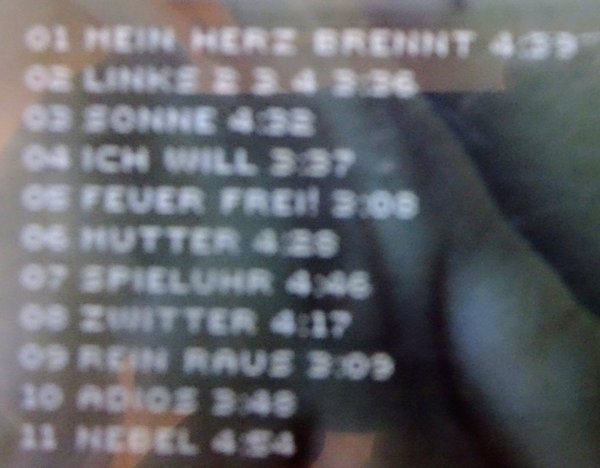 01 MEIN HERZ BRENNT 4:39
02 LINKS 2 3 4 3:36
03 SONNE 4:32
04 ICH WILL 3:37
05 FEUER FREI! 3:08
06 MUTTER 4:28
07 SPIELUHR 4:46
08 ZWITTER 4:17
09 REIN RAUS 3:09
10 ADIOS 3:48
11 NEBEL 4:54